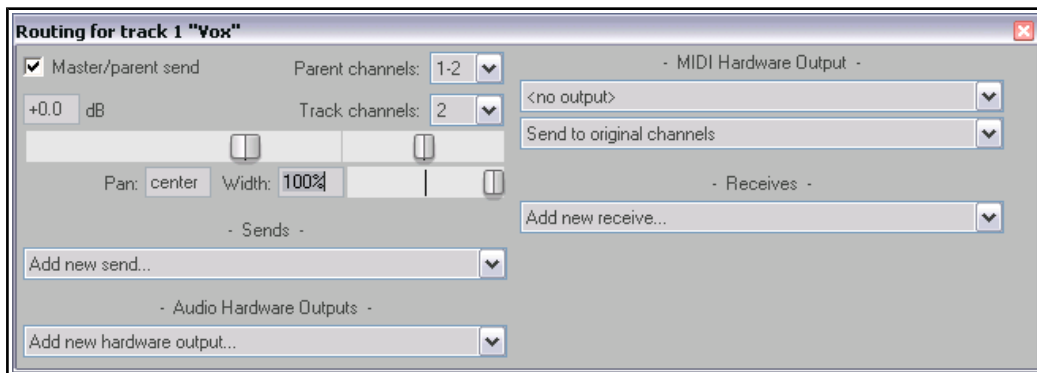 Routing for track 1 "Vox"
Master/parent send
Parent channels: 1-2
+0.0 dB
Track channels: 2
Pan: center Width: 100%
- Sends -
Add new send...
- Audio Hardware Outputs -
Add new hardware output...
- MIDI Hardware Output -
<no output>
Send to original channels
- Receives -
Add new receive...